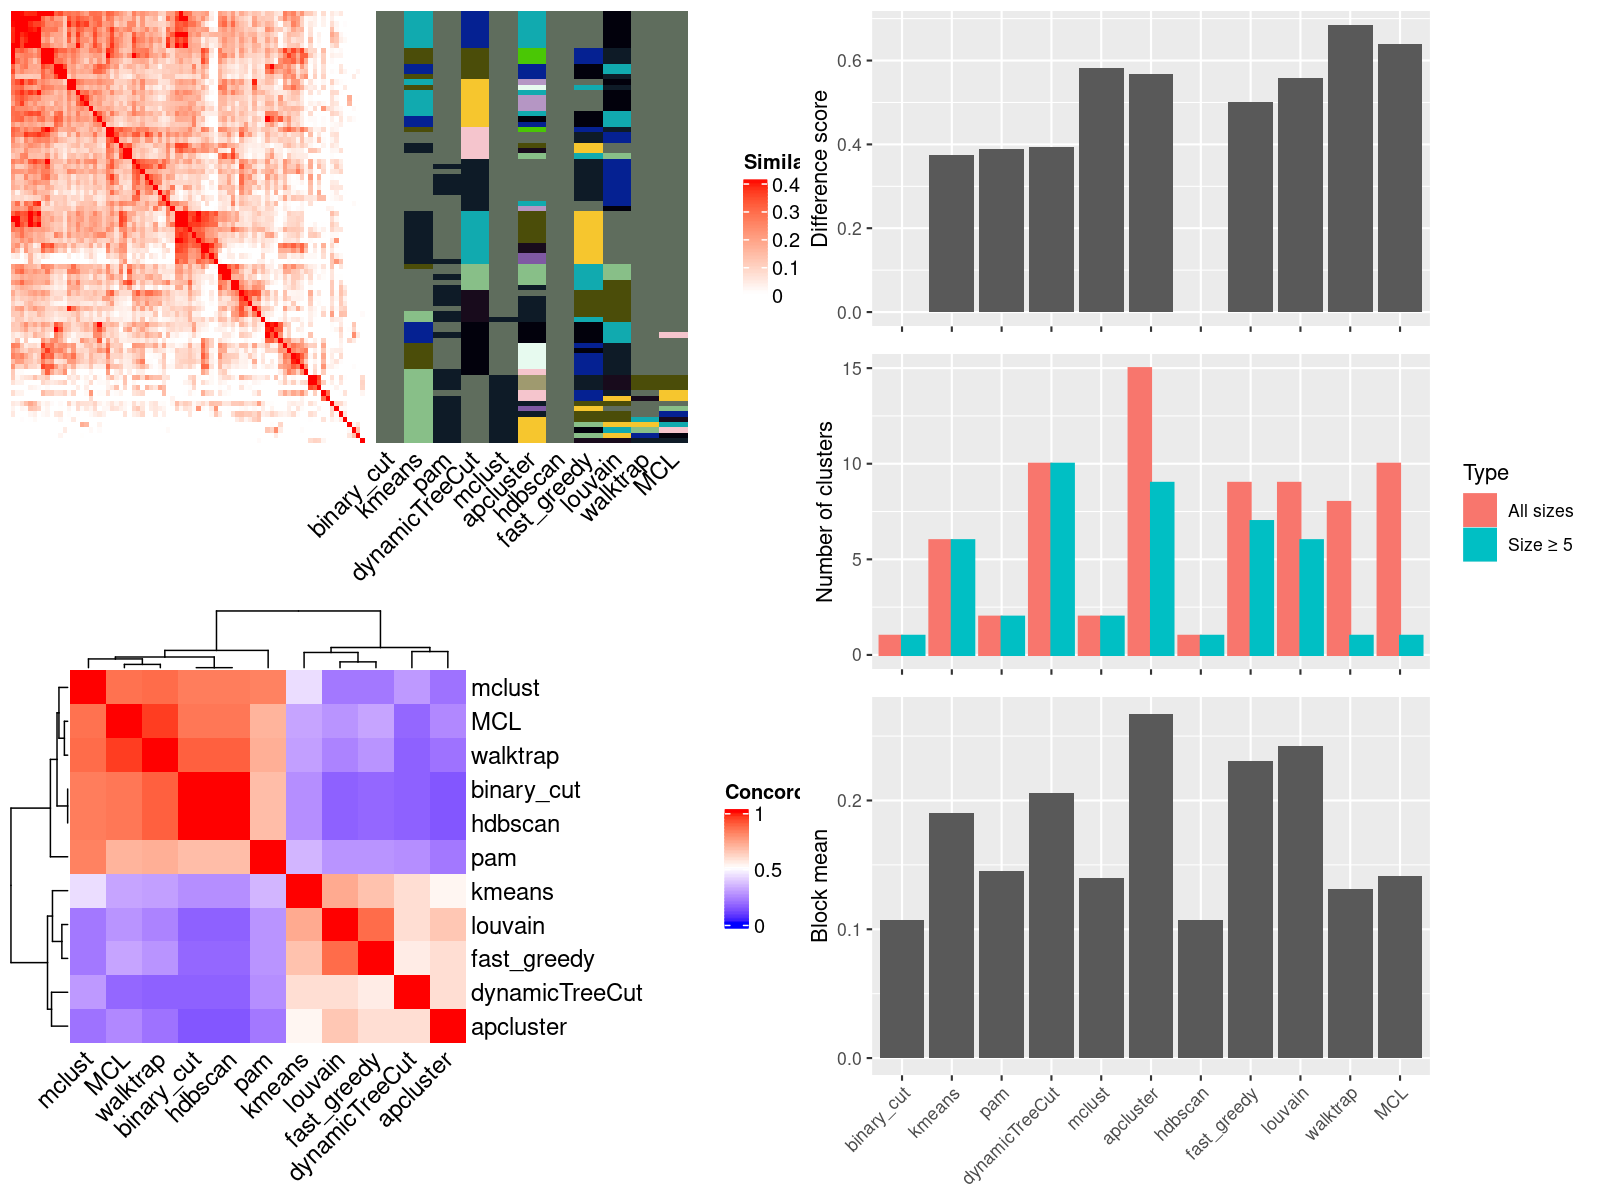 Simila
0.4
0.3
0.2
0.1
0
binary_cut
kmeans
pam
dynamicTreeCut
mclust
apcluster
hdbscan
fast_greedy
louvain
walktrap
MCL
mclust
MCL
walktrap
binary_cut
hdbscan
pam
kmeans
louvain
fast_greedy
dynamicTreeCut
apcluster
mclust
MCL
walktrap
binary_cut
hdbscan
pam
kmeans
louvain
fast_greedy
dynamicTreeCut
apcluster
Concord
1
0.5
0
Difference score
0.6
0.4
0.2
0.0
Number of clusters
15
10
5
0
Type
All sizes
Size ≥ 5
Block mean
0.2
0.1
0.0
binary_cut
kmeans
pam
dynamicTreeCut
mclust
apcluster
hdbscan
fast_greedy
louvain
walktrap
MCL